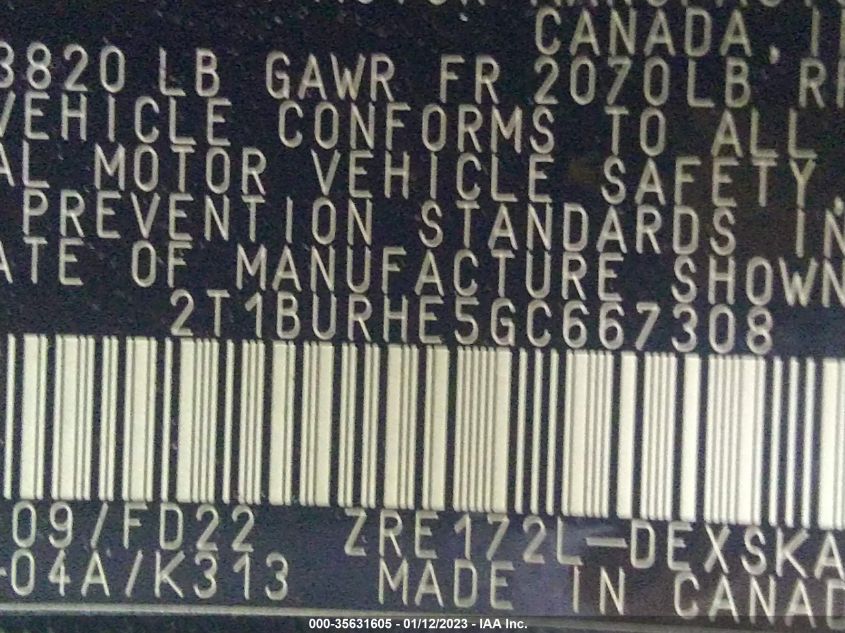 CANADA, I
3820 LB GAWR FR 2070LB RR
VEHICLE CONFORMS TO ALL
AL MOTOR VEHICLE SAFETY,
PREVENTION STANDARDS IN
ATE OF MANUFACTURE SHOWN
2T1BURHE5GC667308
09/FD22 ZRE172L-DEXSKA
-04A/K313 MADE IN CANAD
000-35631605 - 01/12/2023 - IAA Inc.